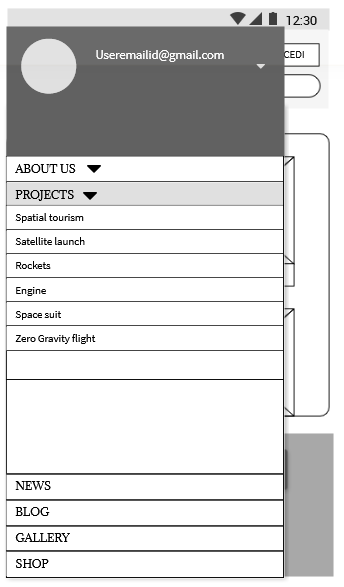 12:30
Useremailid@gmail.com
CEDI
ABOUT US
PROJECTS
Spatial tourism
Satellite launch
Rockets
Engine
Space suit
Zero Gravity flight
NEWS
BLOG
GALLERY
SHOP